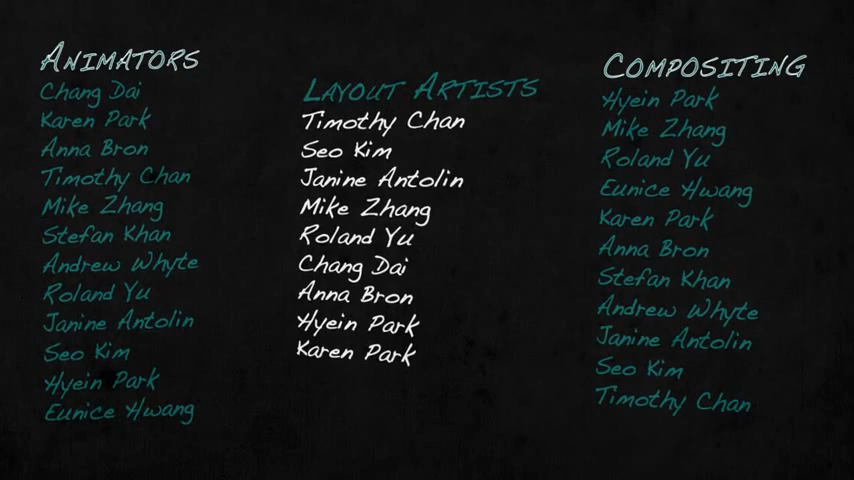 Animators
Chang Dai
Karen Park
Anna Bron
Timothy Chan
Mike Zhang
Stefan Khan
Andrew Whyte
Roland Yu
Janine Antolin
Seo Kim
Hyein Park
Eunice Hwang
Layout Artists
Timothy Chan
Seo Kim
Janine Antolin
Mike Zhang
Roland Yu
Chang Dai
Anna Bron
Hyein Park
Karen Park
Compositing
Hyein Park
Mike Zhang
Roland Yu
Eunice Hwang
Karen Park
Anna Bron
Stefan Khan
Andrew Whyte
Janine Antolin
Seo Kim
Timothy Chan